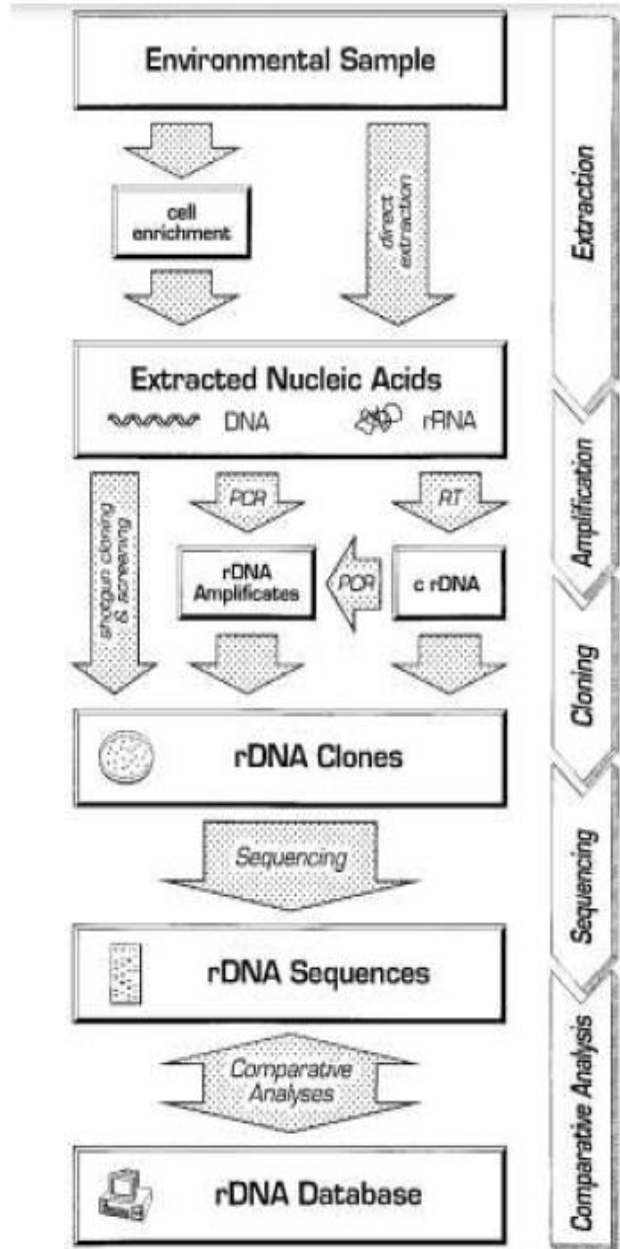 Environmental Sample
cell
enrichment
direct
extraction
Extracted Nucleic Acids
DNA
rRNA
PCR
RT
shotgun cloning
& screening
rDNA
Amplificates
PCR
c rDNA
rDNA Clones
Sequencing
rDNA Sequences
Comparative
Analyses
rDNA Database
Extraction
Amplification
Cloning
Sequencing
Comparative Analysis